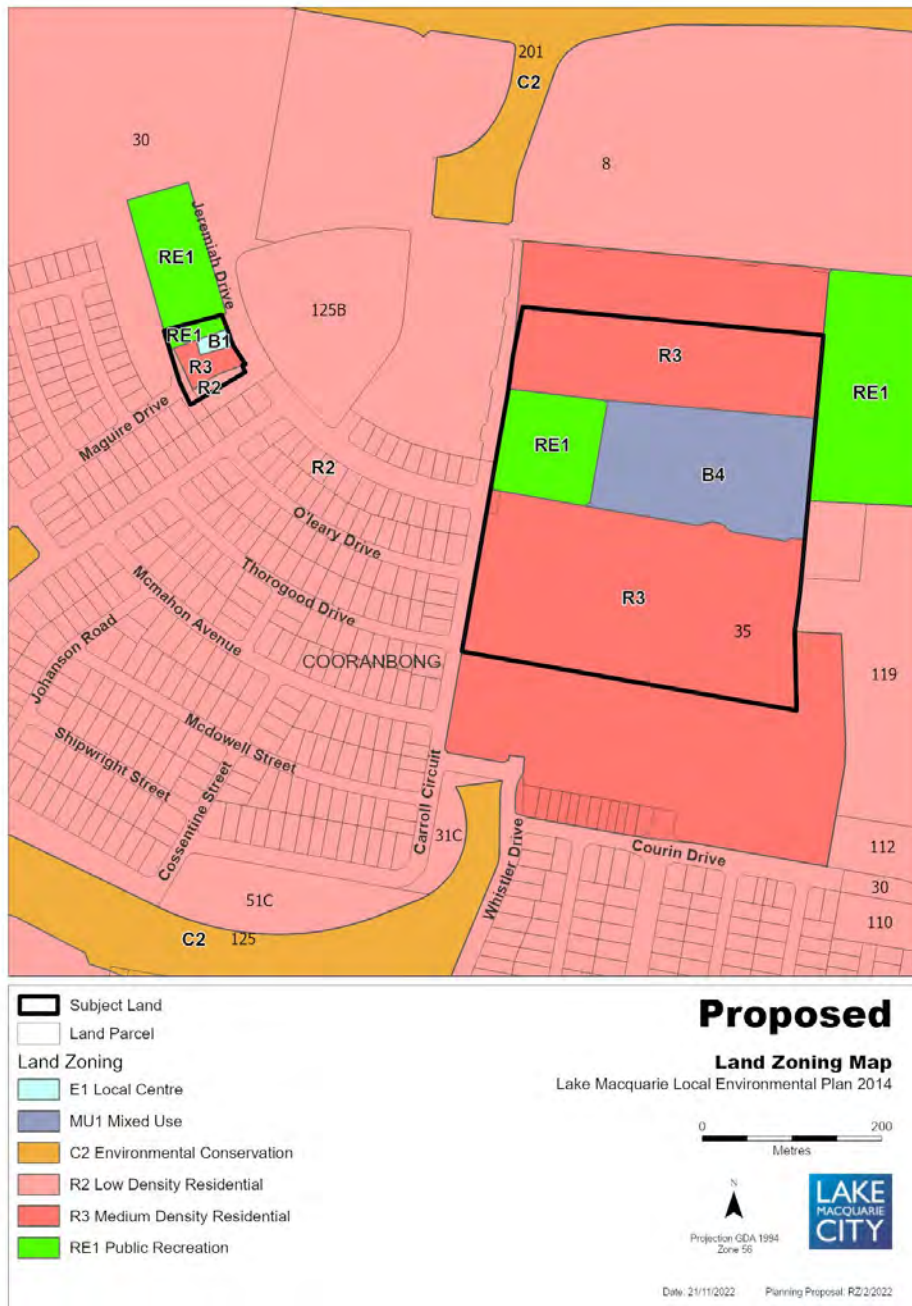 201
C2
30
8
Jeremiah Drive
RE1
125B
RE1
B1
R3
R2
R3
RE1
Maguire Drive
RE1
B4
R2
O'leary Drive
Thorogood Drive
Mcmahon Avenue
R3
35
COORANBONG
Johanson Road
119
Mcdowell Street
Shipwright Street
Cossentine Street
Carroll Circuit
31C
Whistler Drive
Courin Drive
112
30
51C
110
C2
125
Subject Land
Land Parcel
Land Zoning
E1 Local Centre
MU1 Mixed Use
C2 Environmental Conservation
R2 Low Density Residential
R3 Medium Density Residential
RE1 Public Recreation
Proposed
Land Zoning Map
Lake Macquarie Local Environmental Plan 2014
0 200
Metres
N
Projection GDA 1994
Zone 56
LAKE
MACQUARIE
CITY
Date: 21/11/2022 Planning Proposal: RZ/2/2022